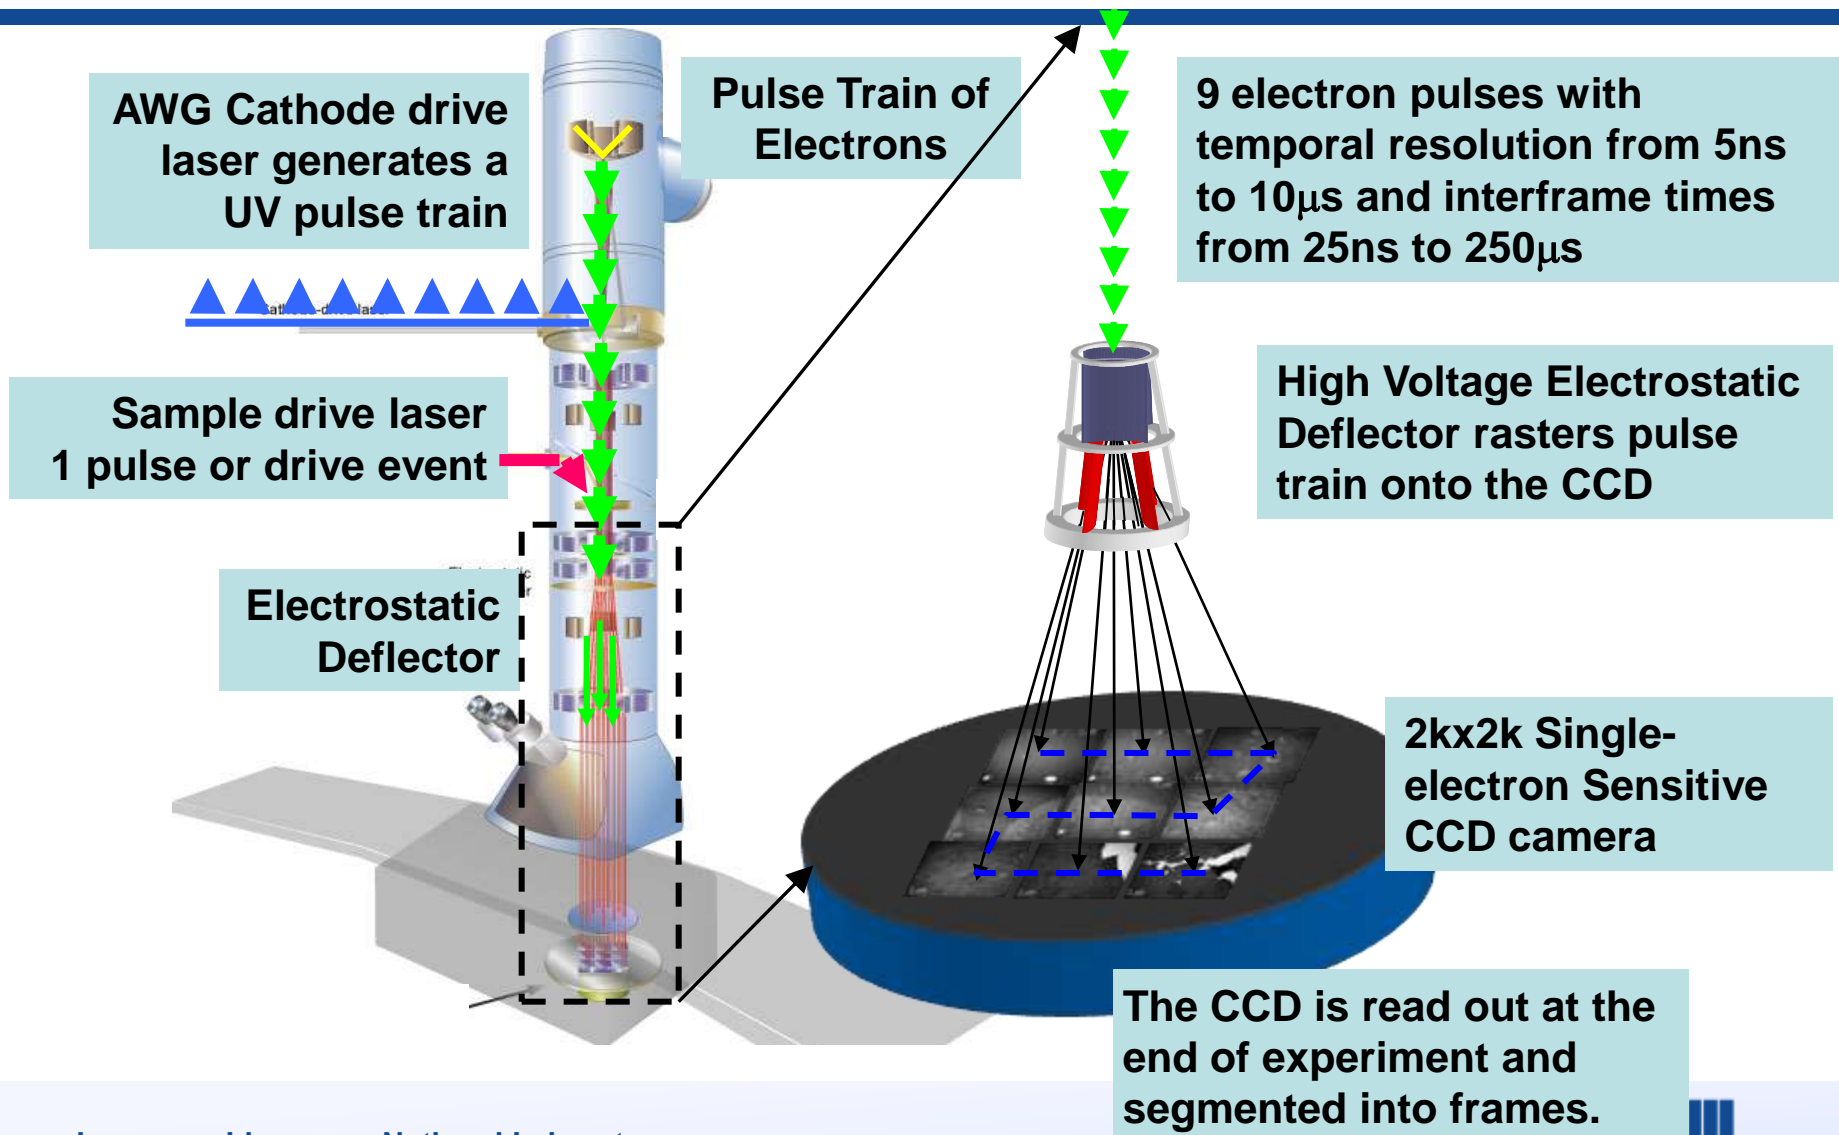 AWG Cathode drive
laser generates a
UV pulse train
Pulse Train of
Electrons
9 electron pulses with
temporal resolution from 5ns
to 10μs and interframe times
from 25ns to 250μs
Sample drive laser
1 pulse or drive event
High Voltage Electrostatic
Deflector rasters pulse
train onto the CCD
Electrostatic
Deflector
2kx2k Single-
electron Sensitive
CCD camera
The CCD is read out at the
end of experiment and
segmented into frames.